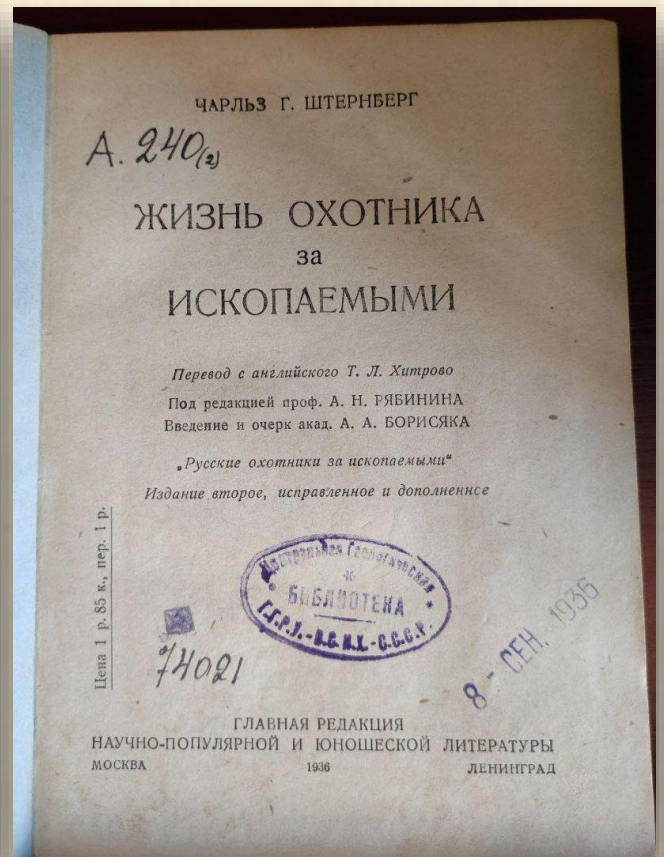 ЧАРЛЬЗ Г. ШТЕРНБЕРГ
А. 240 (2)
ЖИЗНЬ ОХОТНИКА
за
ИСКОПАЕМЫМИ
Перевод с английского Т. Л. Хитрово
Под редакцией проф. А. Н. РЯБИНИНА
Введение и очерк акад. А. А. БОРИСЯКА
„Русские охотники за ископаемыми“
Издание второе, исправленное и дополненнсе
Цена 1 р. 85 к., пер. 1 р.
Центральная Геологическая
БИБЛИОТЕКА
Г.Г.Р.У.-В.С.Н.Х.-С.С.С.Р.
74021
8 - СЕН. 1936
ГЛАВНАЯ РЕДАКЦИЯ
НАУЧНО-ПОПУЛЯРНОЙ И ЮНОШЕСКОЙ ЛИТЕРАТУРЫ
МОСКВА 1936 ЛЕНИНГРАД